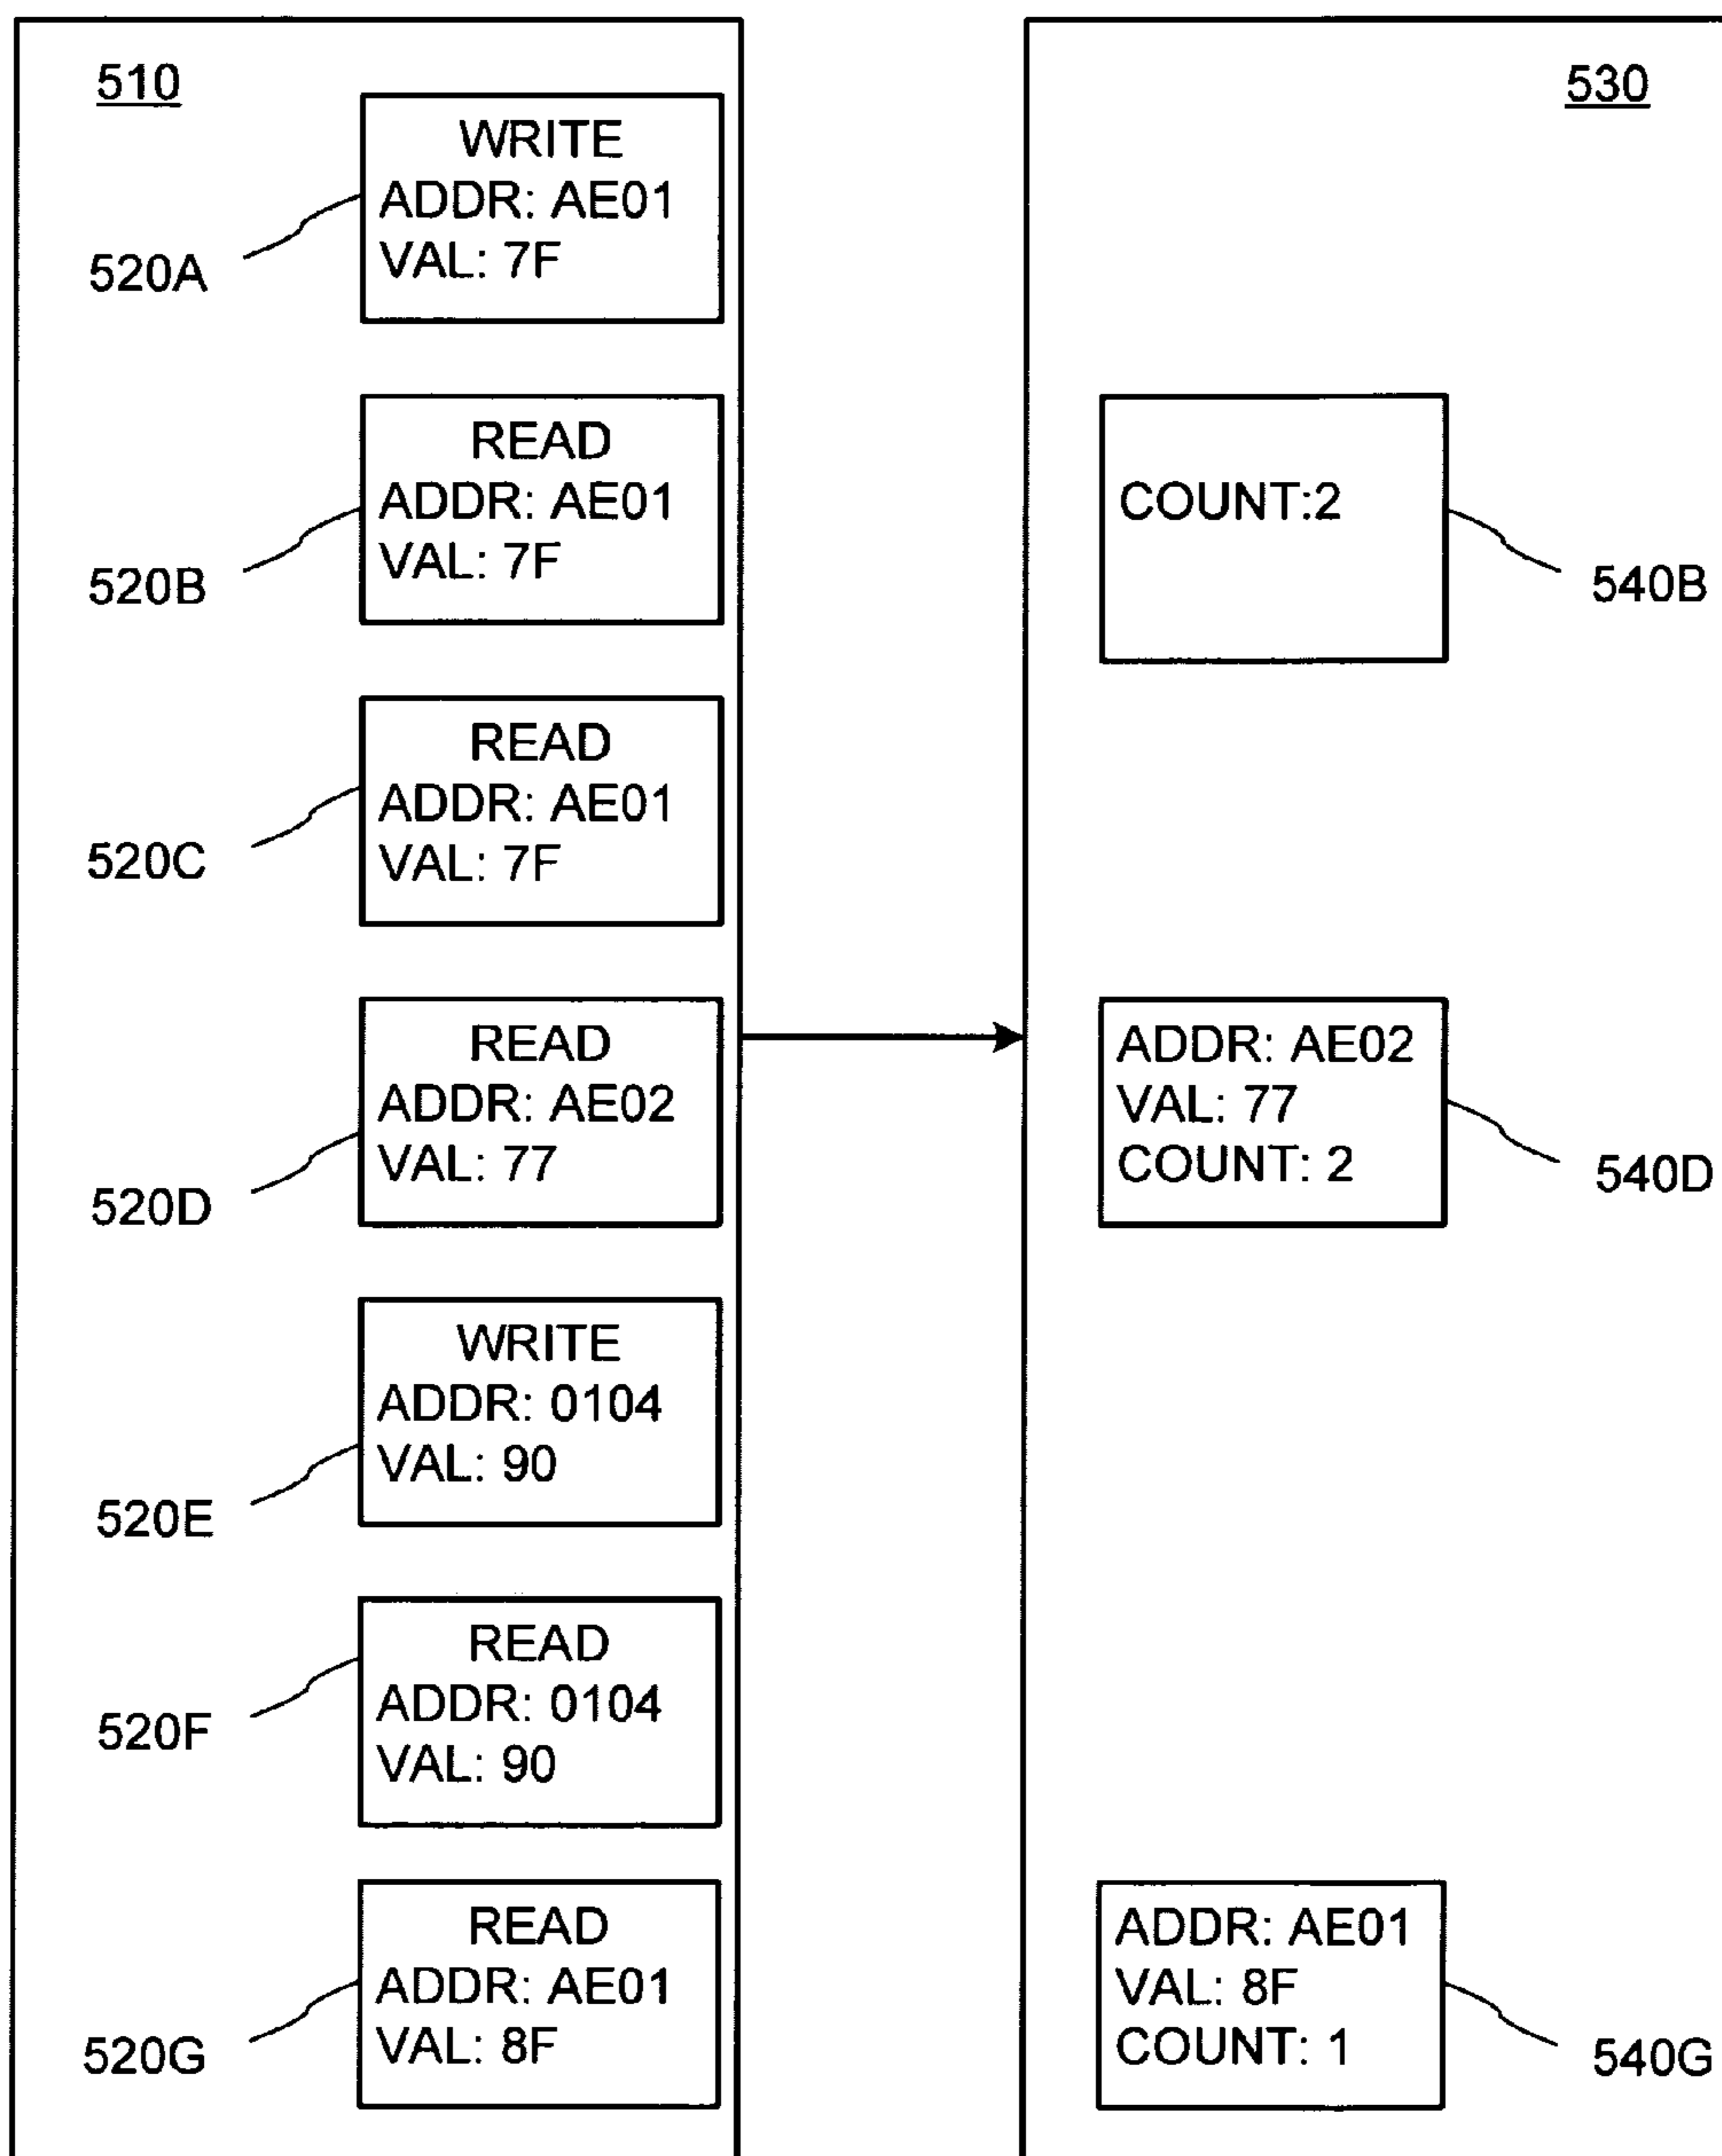 510
530
WRITE
ADDR: AE01
VAL: 7F
520A
READ
ADDR: AE01
VAL: 7F
520B
COUNT:2
540B
READ
ADDR: AE01
VAL: 7F
520C
READ
ADDR: AE02
VAL: 77
520D
ADDR: AE02
VAL: 77
COUNT: 2
540D
WRITE
ADDR: 0104
VAL: 90
520E
READ
ADDR: 0104
VAL: 90
520F
READ
ADDR: AE01
VAL: 8F
520G
ADDR: AE01
VAL: 8F
COUNT: 1
540G